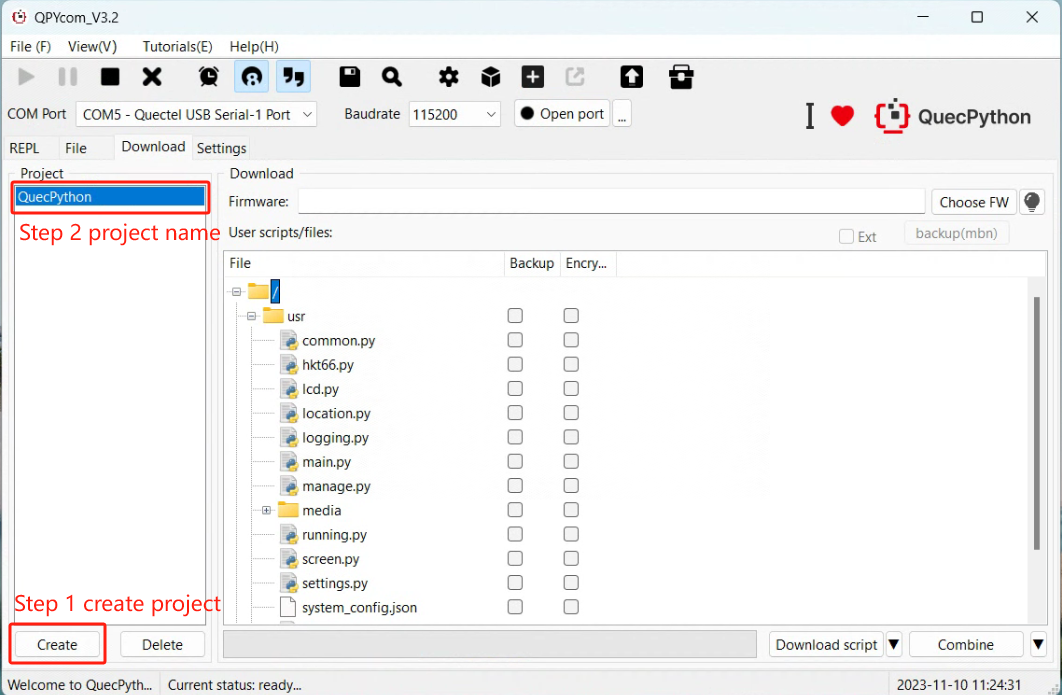 QPYcom_V3.2
File (F) View(V) Tutorials(E) Help(H)
COM Port COM5 - Quectel USB Serial-1 Port Baudrate 115200 Open port ... I QuecPython
REPL File Download Settings
Project
QuecPython
Step 2 project name
Download
Firmware: Choose FW
User scripts/files: Ext backup(mbn)
File Backup Encry...
/
usr
common.py
hkt66.py
lcd.py
location.py
logging.py
main.py
manage.py
media
running.py
screen.py
settings.py
system_config.json
Step 1 create project
Create Delete Download script Combine
Welcome to QuecPyth... Current status: ready... 2023-11-10 11:24:31